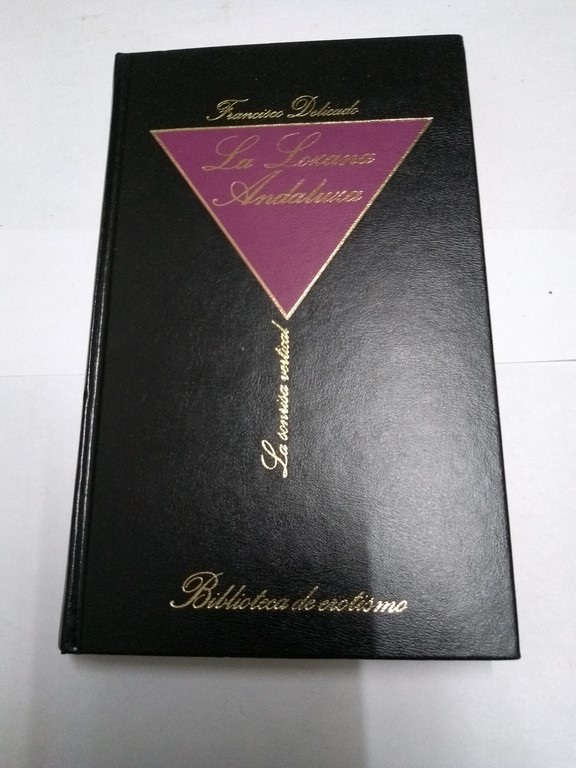 Francisco Delicado
La Lozana
Andaluza
La sonrisa vertical
Biblioteca de erotismo